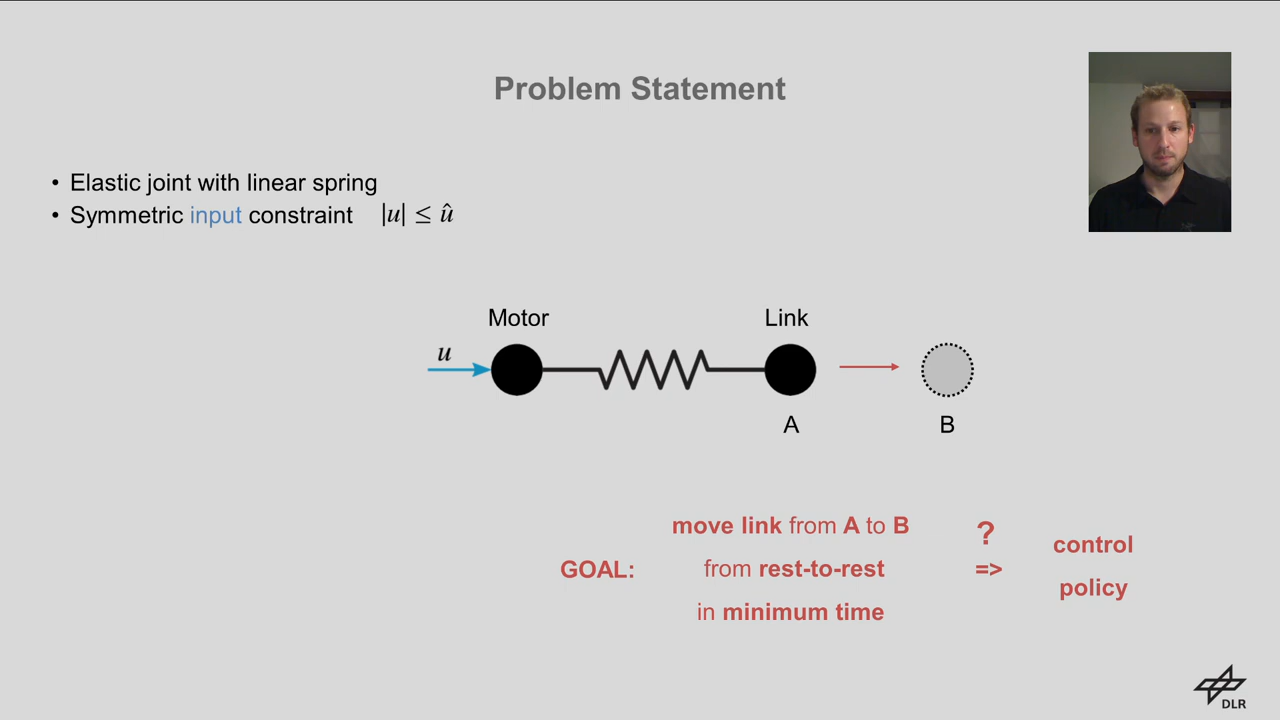 Problem Statement
• Elastic joint with linear spring
• Symmetric input constraint |u| ≤ û
Motor Link
u
A B
move link from A to B ? control
GOAL: from rest-to-rest => policy
in minimum time
DLR